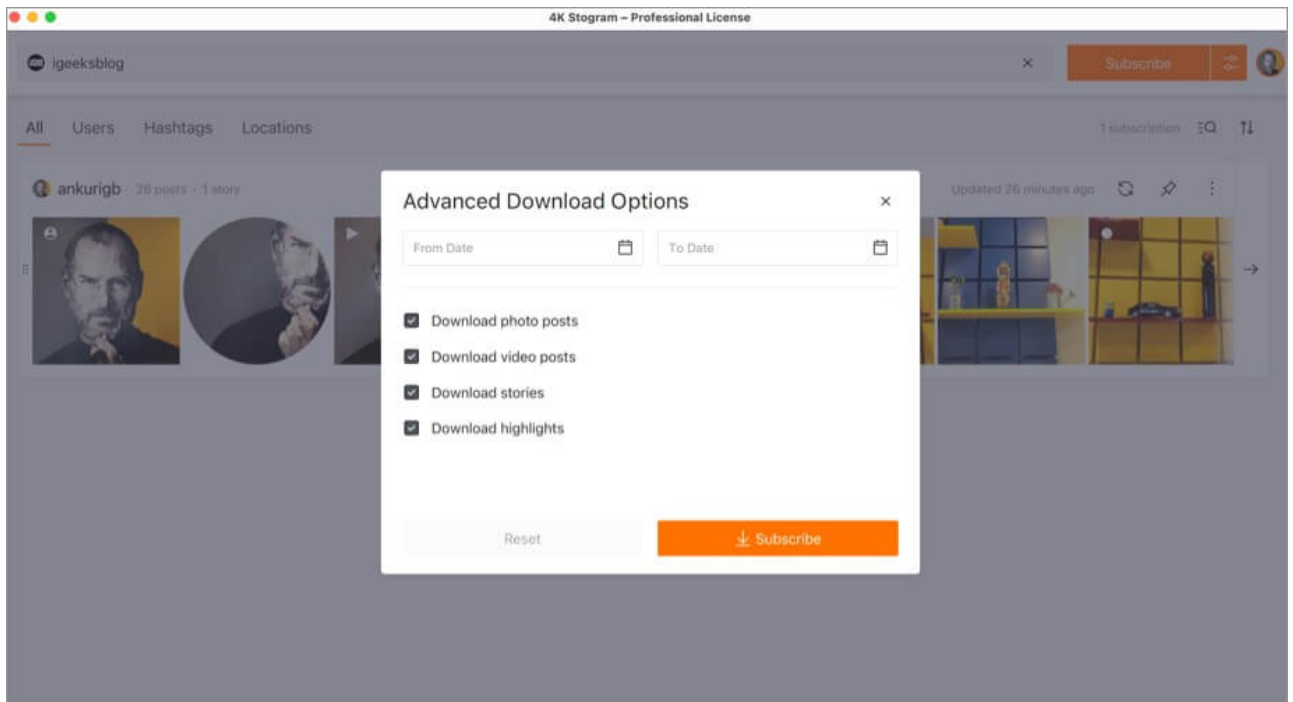 4K Stogram – Professional License
igeeksblog
Subscribe
All Users Hashtags Locations
1 subscription
ankurigb 26 posts · 1 story
Updated 26 minutes ago
Advanced Download Options
From Date To Date
Download photo posts
Download video posts
Download stories
Download highlights
Reset Subscribe